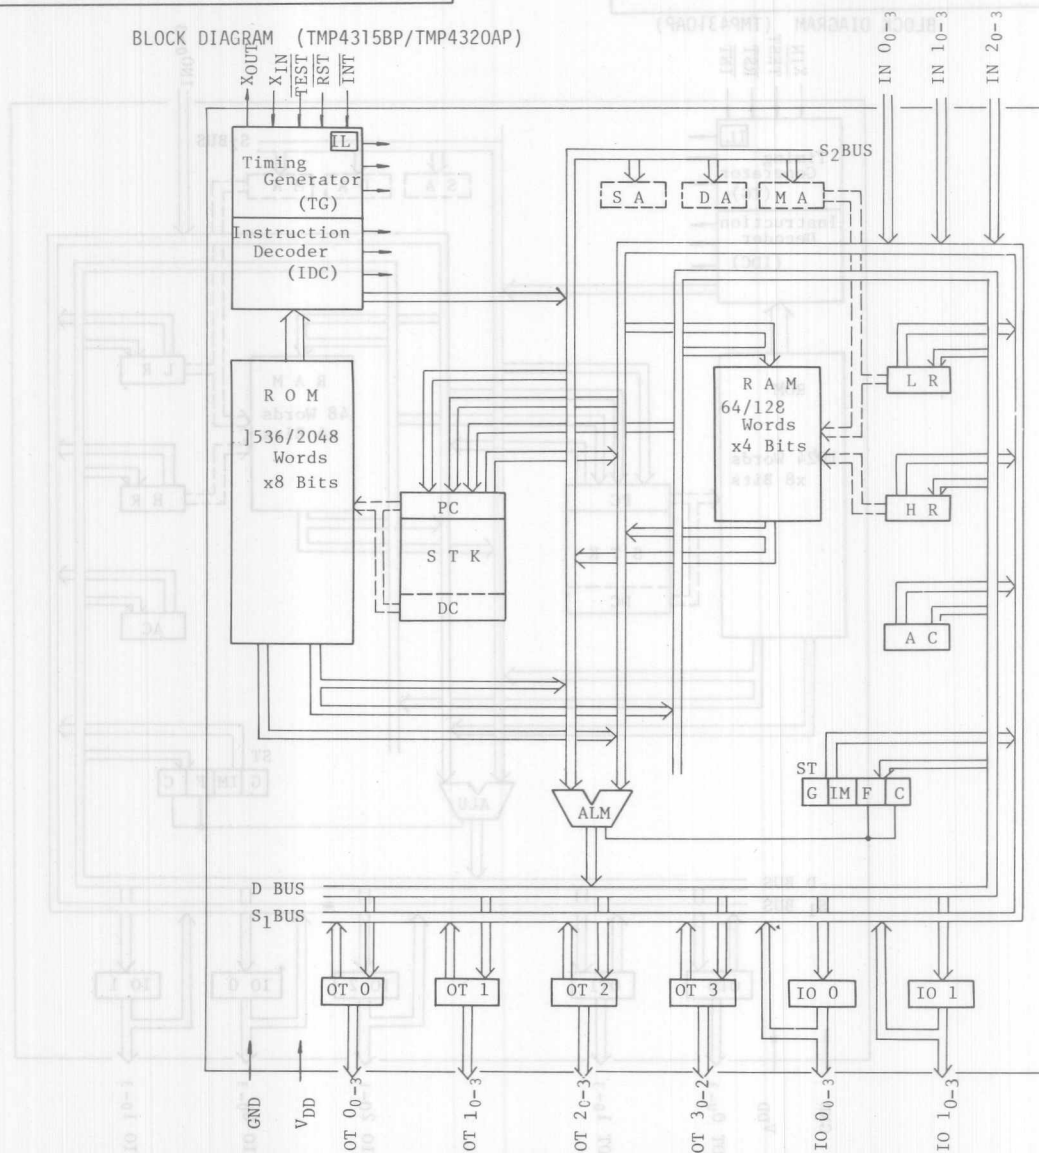 BLOCK DIAGRAM (TMP4315BP/TMP4320AP)
XOUT
XIN
TEST
RST
INT
IN 00-3
IN 10-3
IN 20-3
IL
Timing
Generator
(TG)
Instruction
Decoder
(IDC)
S2BUS
S A
D A
M A
R O M
]536/2048
Words
x8 Bits
R A M
64/128
Words
x4 Bits
L R
H R
A C
PC
S T K
DC
ST
G IM F C
ALM
D BUS
S1BUS
OT 0
OT 1
OT 2
OT 3
IO 0
IO 1
GND
VDD
OT 00-3
OT 10-3
OT 20-3
OT 30-2
IO 00-3
IO 10-3